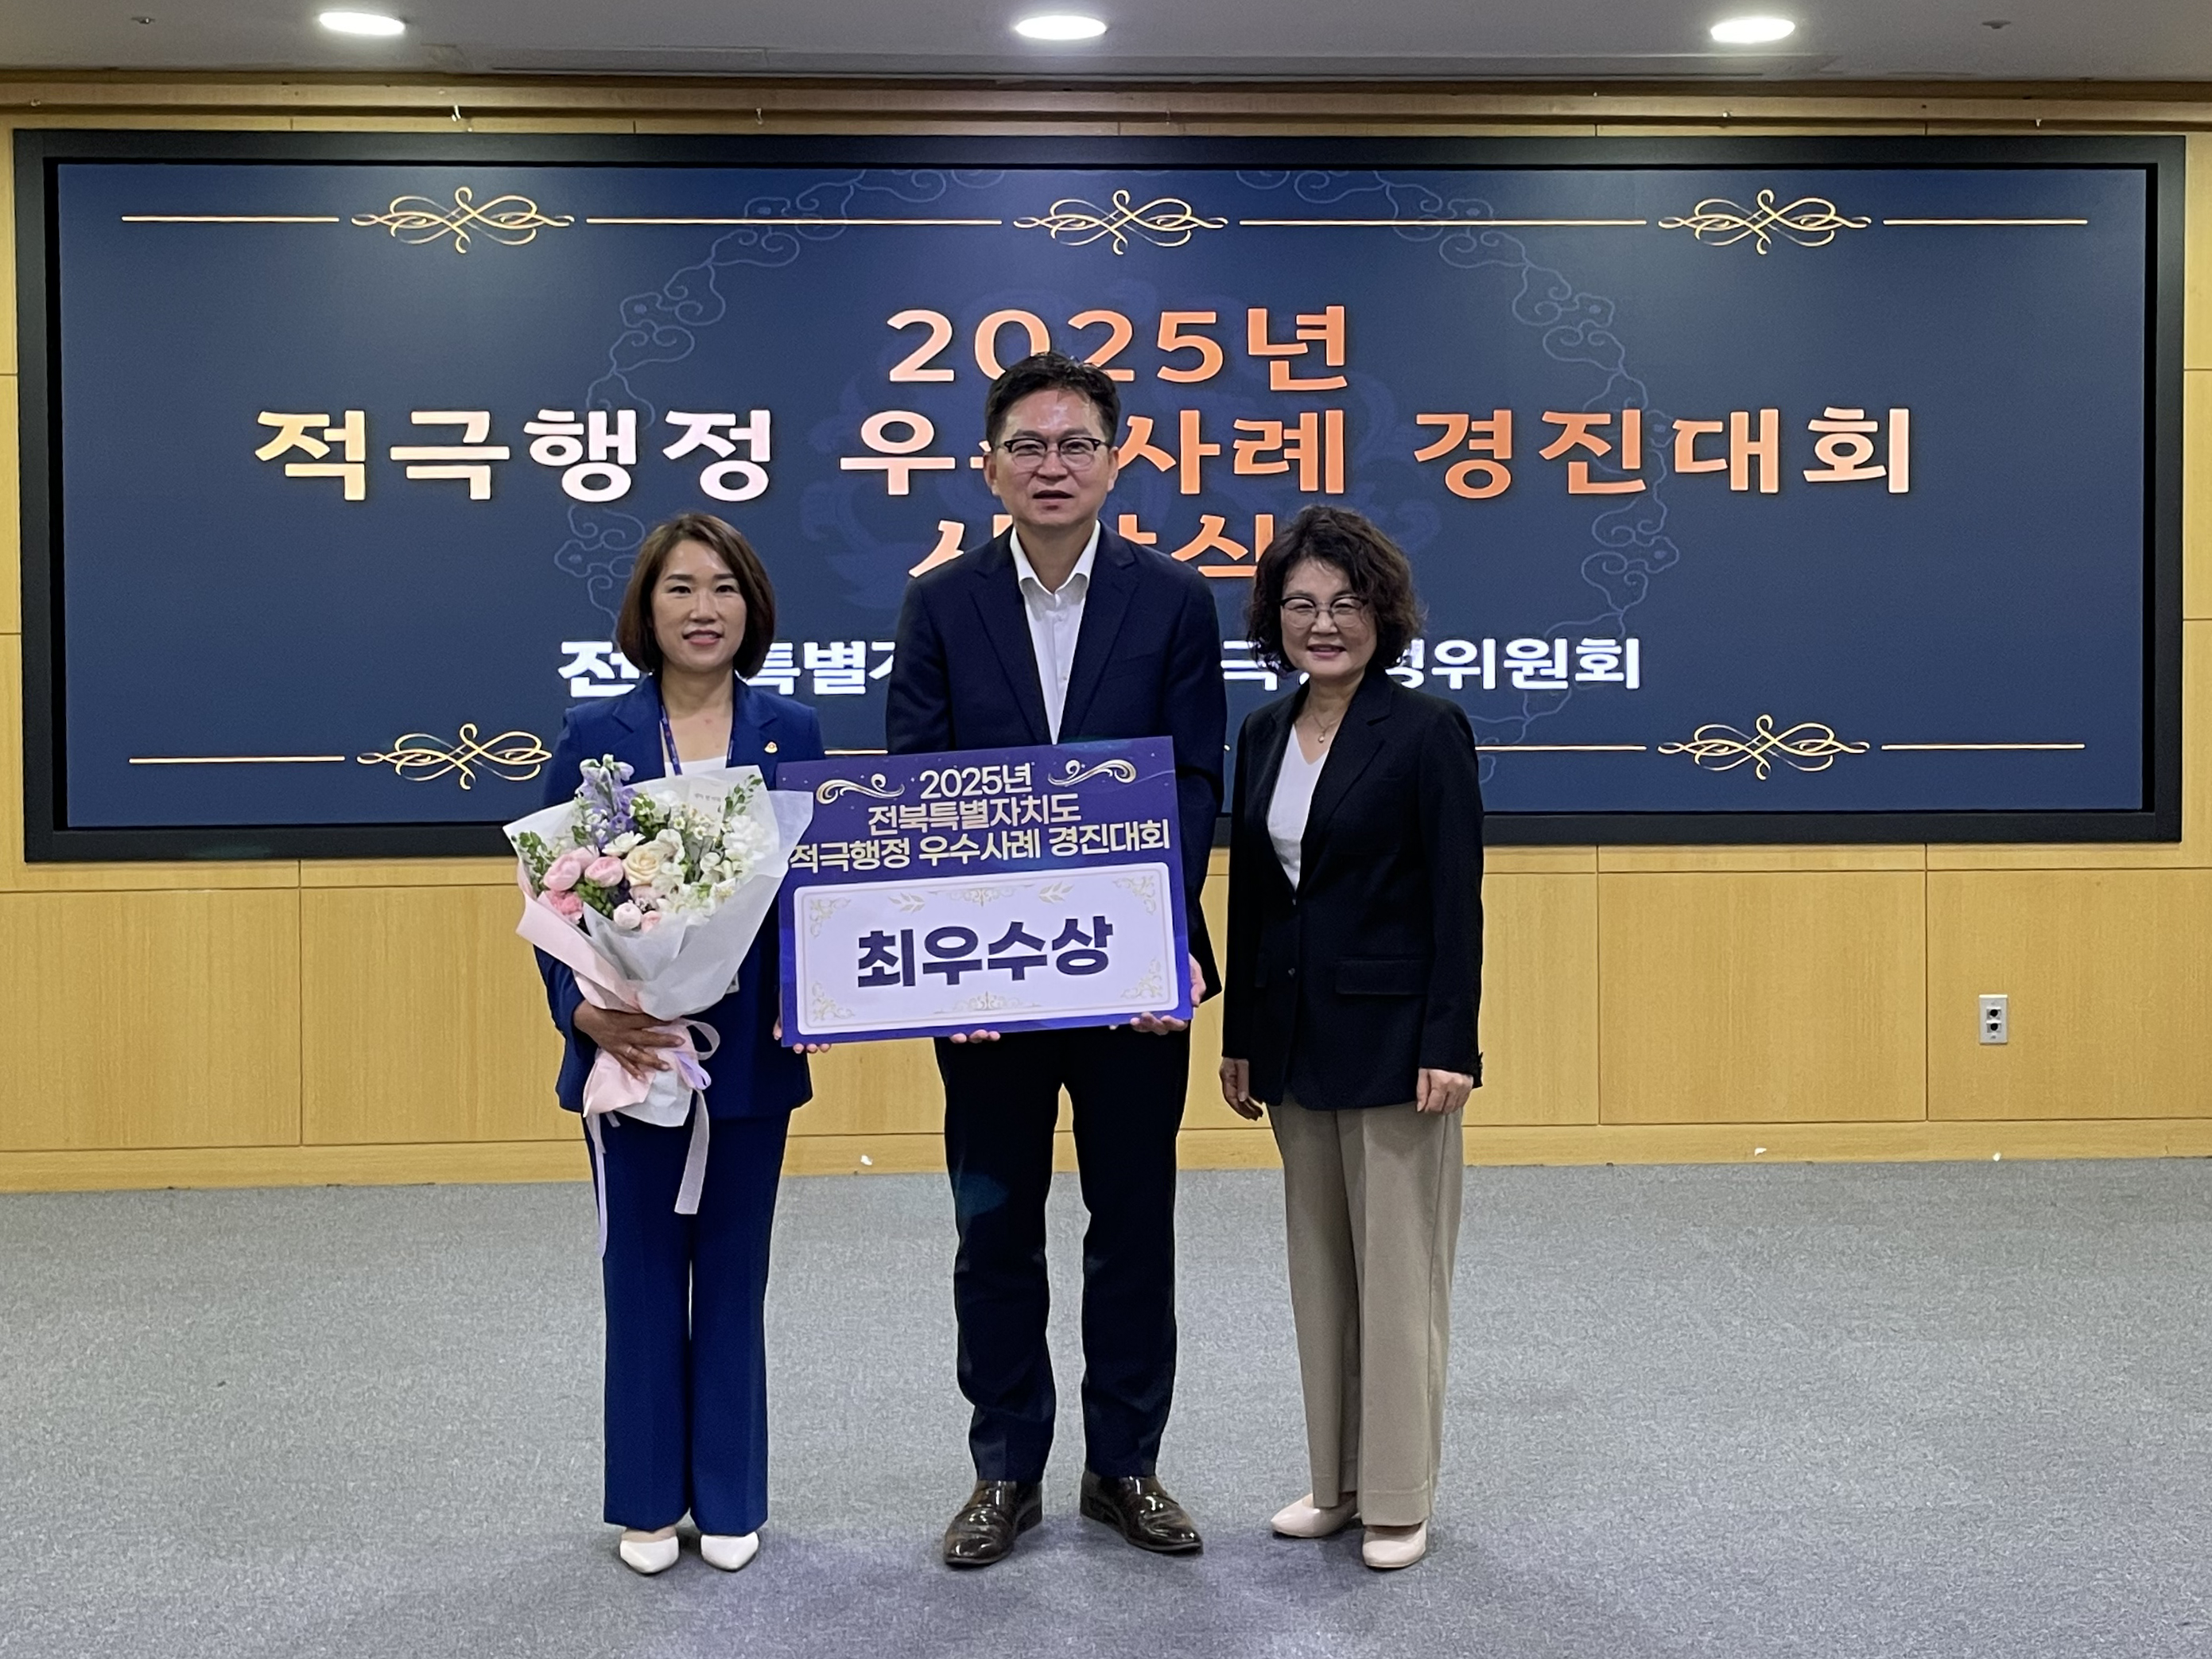 2025년
적극행정 사례 경진대회
특별 위원회
2025년
전북특별자치도
적극행정 우수사례 경진대회
최우수상